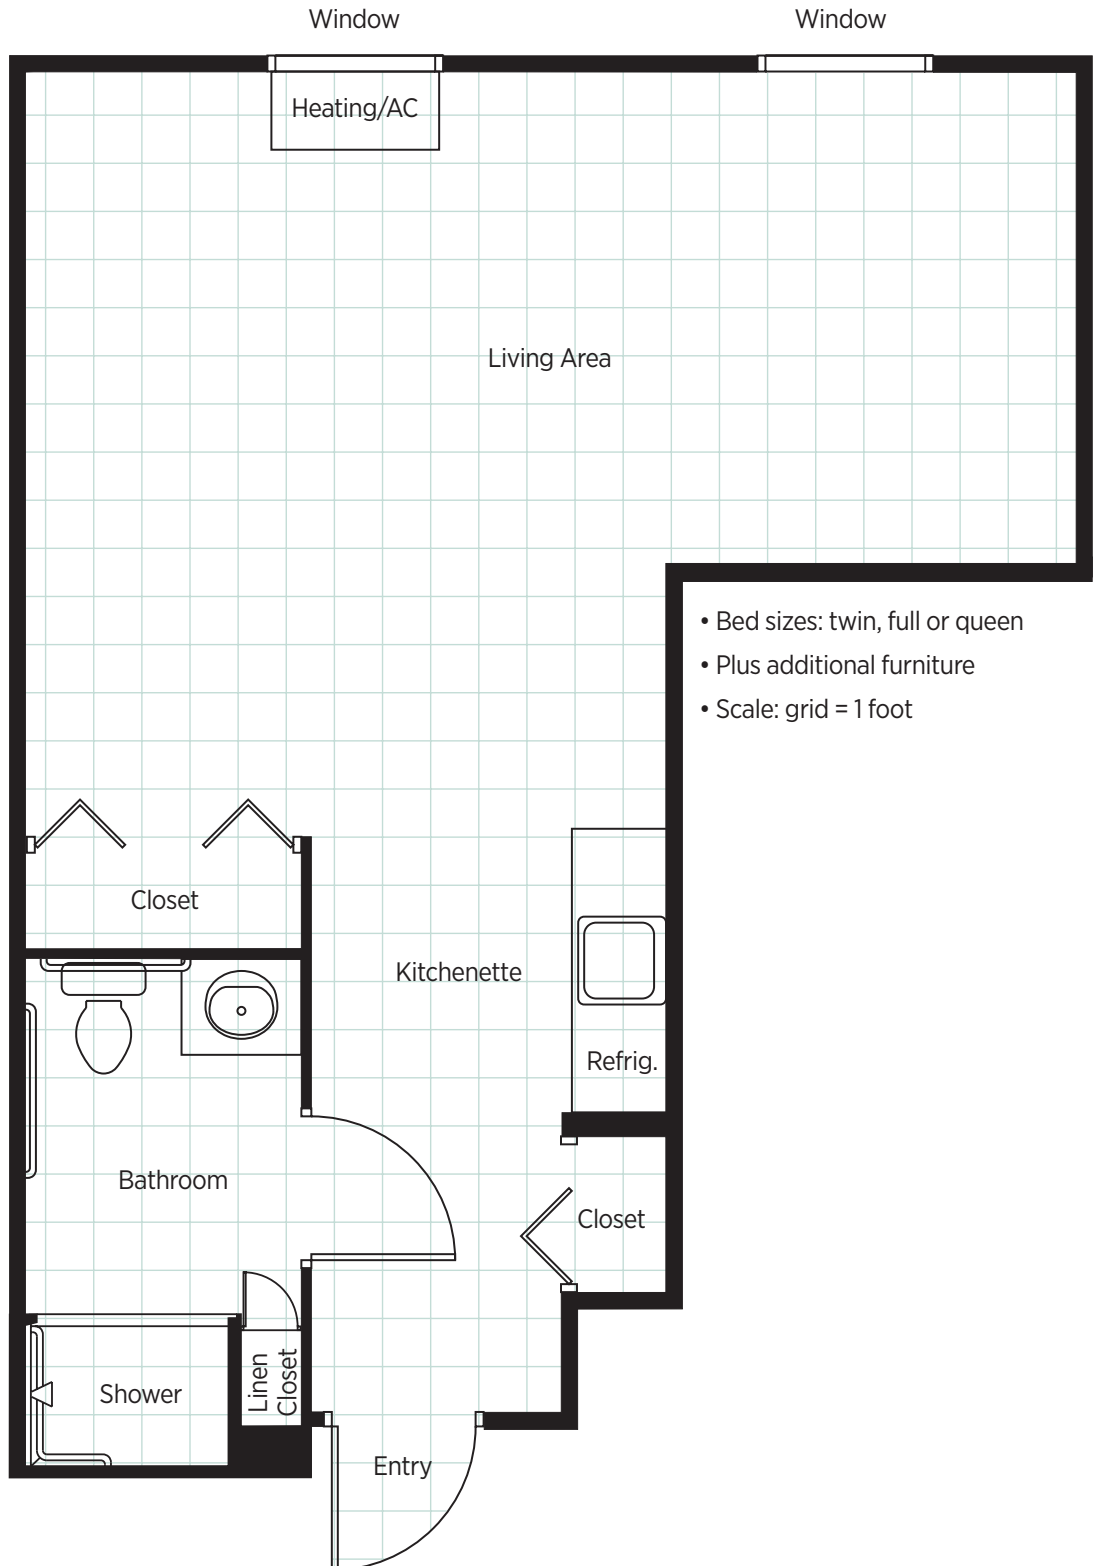 Window
Window
Heating/AC
Living Area
• Bed sizes: twin, full or queen
• Plus additional furniture
• Scale: grid = 1 foot
Closet
Kitchenette
Refrig.
Bathroom
Closet
Linen
Closet
Shower
Entry